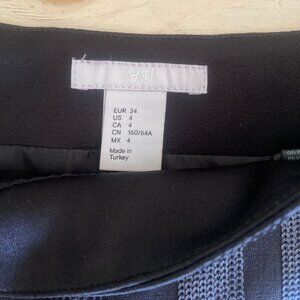 H&M
EUR 34
US 4
CA 4
CN 160/64A
MX 4
Made in
Turkey